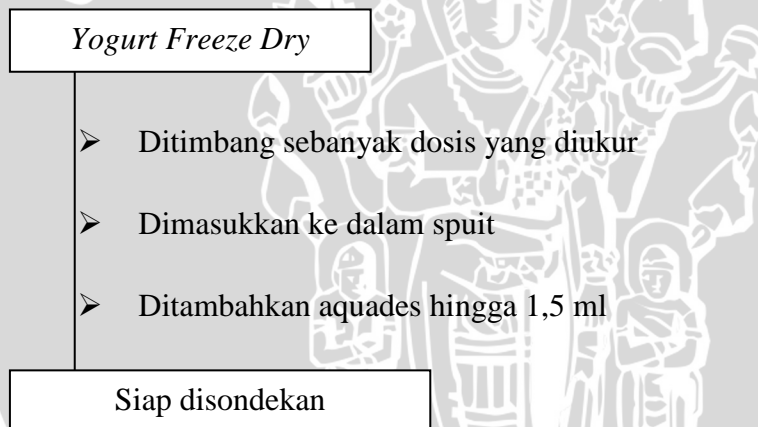 Yogurt Freeze Dry
➢ Ditimbang sebanyak dosis yang diukur
➢ Dimasukkan ke dalam spuit
➢ Ditambahkan aquades hingga 1,5 ml
Siap disondekan